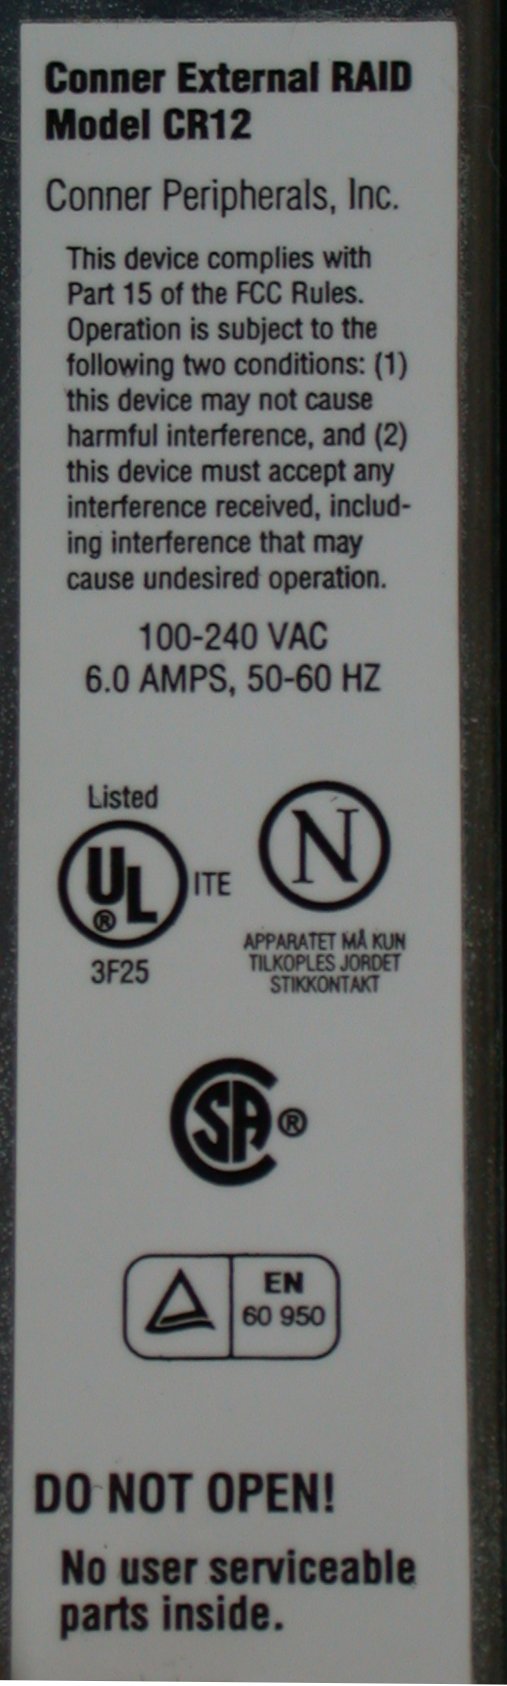 Conner External RAID
Model CR12
Conner Peripherals, Inc.
This device complies with
Part 15 of the FCC Rules.
Operation is subject to the
following two conditions: (1)
this device may not cause
harmful interference, and (2)
this device must accept any
interference received, includ-
ing interference that may
cause undesired operation.
100-240 VAC
6.0 AMPS, 50-60 HZ
Listed
UL ® ITE
3F25
N
APPARATET MÅ KUN
TILKOPLES JORDET
STIKKONTAKT
CSA ®
EN
60 950
DO NOT OPEN!
No user serviceable
parts inside.